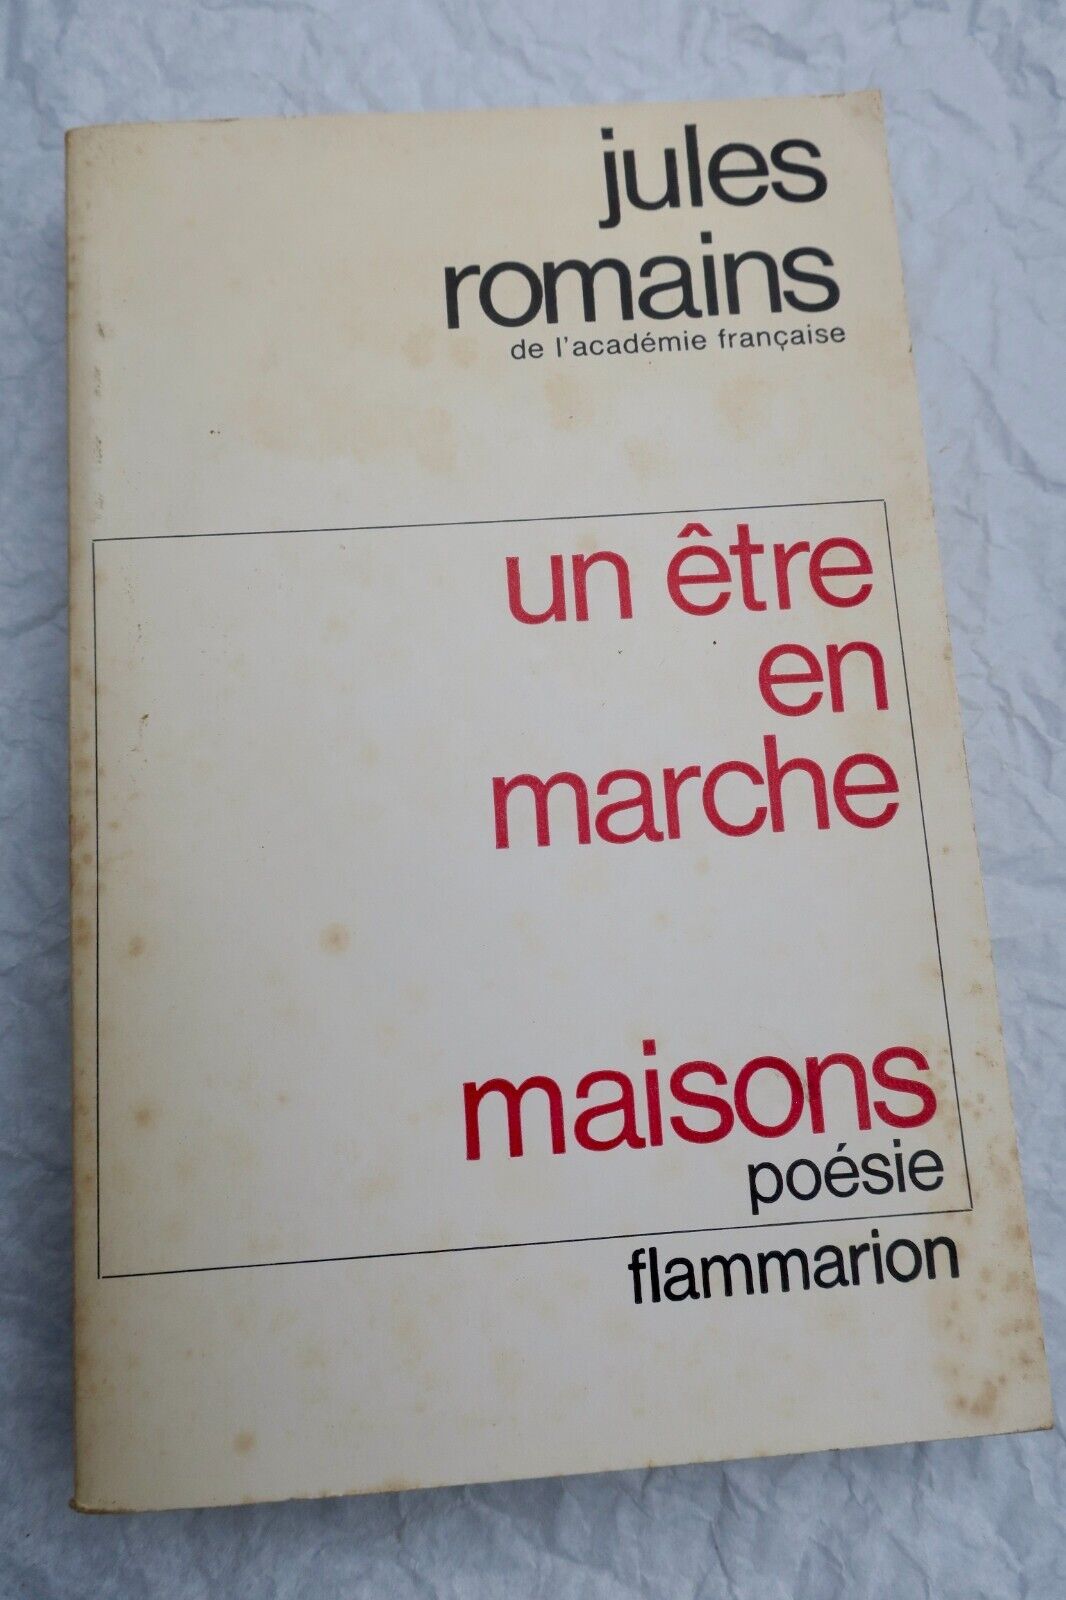 jules
romains
de l'académie française
un être
en
marche
maisons
poésie
flammarion